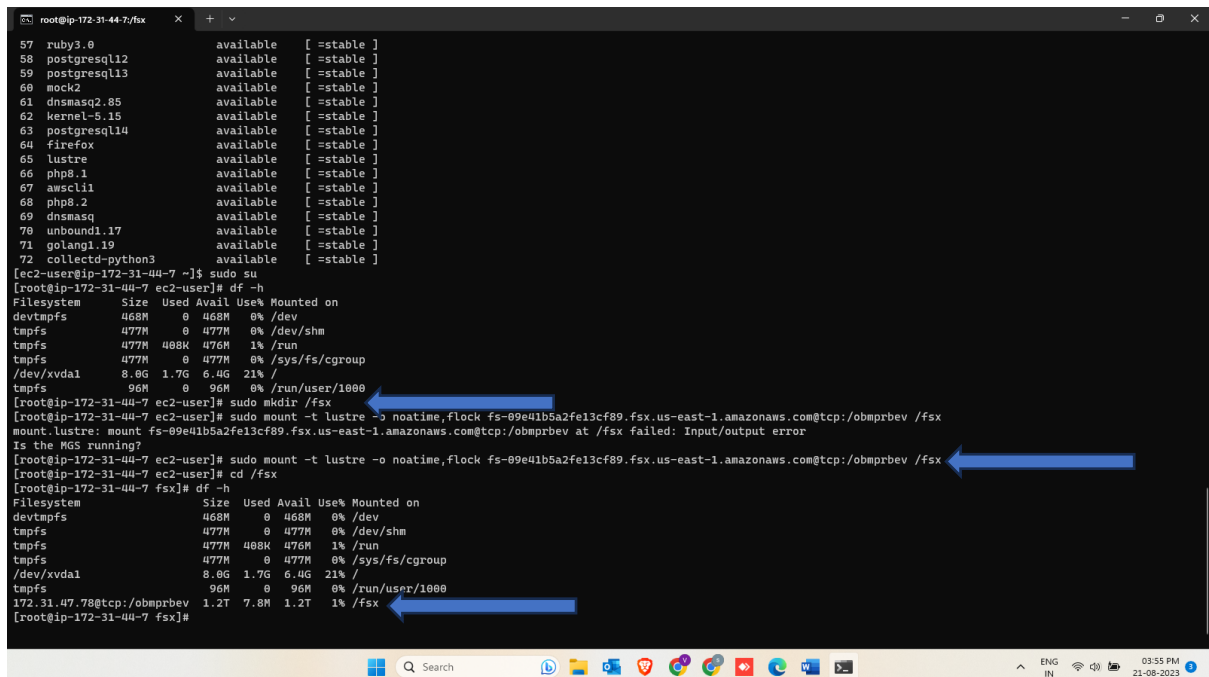 root@ip-172-31-44-7:/fsx
57 ruby3.0 available [ =stable ]
58 postgresql12 available [ =stable ]
59 postgresql13 available [ =stable ]
60 mock2 available [ =stable ]
61 dnsmasq2.85 available [ =stable ]
62 kernel-5.15 available [ =stable ]
63 postgresql14 available [ =stable ]
64 firefox available [ =stable ]
65 lustre available [ =stable ]
66 php8.1 available [ =stable ]
67 awscli1 available [ =stable ]
68 php8.2 available [ =stable ]
69 dnsmasq available [ =stable ]
70 unbound1.17 available [ =stable ]
71 golang1.19 available [ =stable ]
72 collectd-python3 available [ =stable ]
[ec2-user@ip-172-31-44-7 ~]$ sudo su
[root@ip-172-31-44-7 ec2-user]# df -h
Filesystem Size Used Avail Use% Mounted on
devtmpfs 468M 0 468M 0% /dev
tmpfs 477M 0 477M 0% /dev/shm
tmpfs 477M 408K 476M 1% /run
tmpfs 477M 0 477M 0% /sys/fs/cgroup
/dev/xvda1 8.0G 1.7G 6.4G 21% /
tmpfs 96M 0 96M 0% /run/user/1000
[root@ip-172-31-44-7 ec2-user]# sudo mkdir /fsx
[root@ip-172-31-44-7 ec2-user]# sudo mount -t lustre -o noatime,flock fs-09e41b5a2fe13cf89.fsx.us-east-1.amazonaws.com@tcp:/obmprbev /fsx
mount.lustre: mount fs-09e41b5a2fe13cf89.fsx.us-east-1.amazonaws.com@tcp:/obmprbev at /fsx failed: Input/output error
Is the MGS running?
[root@ip-172-31-44-7 ec2-user]# sudo mount -t lustre -o noatime,flock fs-09e41b5a2fe13cf89.fsx.us-east-1.amazonaws.com@tcp:/obmprbev /fsx
[root@ip-172-31-44-7 ec2-user]# cd /fsx
[root@ip-172-31-44-7 fsx]# df -h
Filesystem Size Used Avail Use% Mounted on
devtmpfs 468M 0 468M 0% /dev
tmpfs 477M 0 477M 0% /dev/shm
tmpfs 477M 408K 476M 1% /run
tmpfs 477M 0 477M 0% /sys/fs/cgroup
/dev/xvda1 8.0G 1.7G 6.4G 21% /
tmpfs 96M 0 96M 0% /run/user/1000
172.31.47.78@tcp:/obmprbev 1.2T 7.8M 1.2T 1% /fsx
[root@ip-172-31-44-7 fsx]#
Search
ENG
IN
03:55 PM
21-08-2023
3